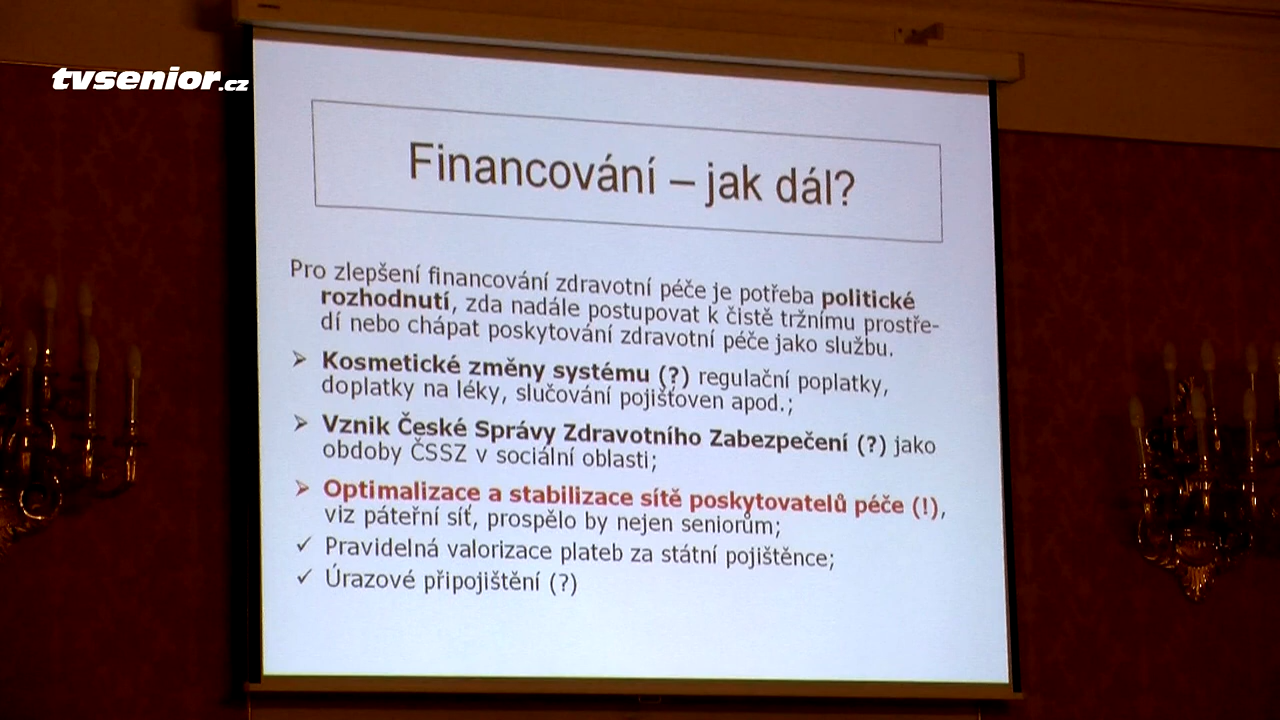 tvsenior.cz
Financování – jak dál?
Pro zlepšení financování zdravotní péče je potřeba politické
rozhodnutí, zda nadále postupovat k čistě tržnímu prostře-
dí nebo chápat poskytování zdravotní péče jako službu.
➢ Kosmetické změny systému (?) regulační poplatky,
doplatky na léky, slučování pojišťoven apod.;
➢ Vznik České Správy Zdravotního Zabezpečení (?) jako
obdoby ČSSZ v sociální oblasti;
➢ Optimalizace a stabilizace sítě poskytovatelů péče (!),
viz páteřní síť, prospělo by nejen seniorům;
✓ Pravidelná valorizace plateb za státní pojištěnce;
✓ Úrazové připojištění (?)